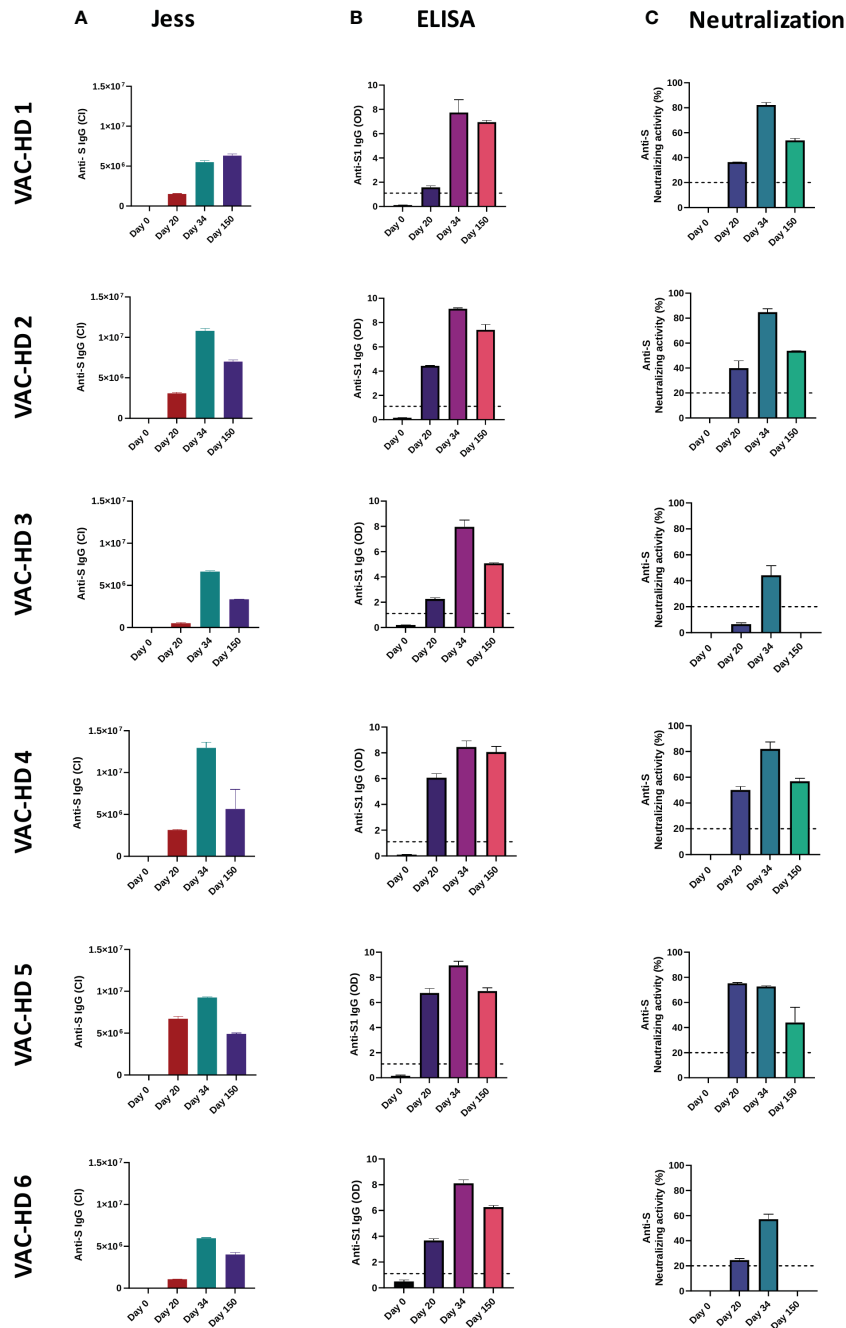 A Jess B ELISA C Neutralization
VAC-HD 1
Anti- S IgG (CI)
1.5×10⁷
1×10⁷
5×10⁶
0
Day 0 Day 20 Day 34 Day 150
Anti-S1 IgG (OD)
10
8
6
4
2
0
Day 0 Day 20 Day 34 Day 150
Anti-S
Neutralizing activity (%)
100
80
60
40
20
0
Day 0 Day 20 Day 34 Day 150
VAC-HD 2
Anti-S IgG (CI)
1.5×10⁷
1×10⁷
5×10⁶
0
Day 0 Day 20 Day 34 Day 150
Anti-S1 IgG (OD)
10
8
6
4
2
0
Day 0 Day 20 Day 34 Day 150
Anti-S
Neutralizing activity (%)
100
80
60
40
20
0
Day 0 Day 20 Day 34 Day 150
VAC-HD 3
Anti-S IgG (CI)
1.5×10⁷
1×10⁷
5×10⁶
0
Day 0 Day 20 Day 34 Day 150
Anti-S1 IgG (OD)
10
8
6
4
2
0
Day 0 Day 20 Day 34 Day 150
Anti-S
Neutralizing activity (%)
100
80
60
40
20
0
Day 0 Day 20 Day 34 Day 150
VAC-HD 4
Anti-S IgG (CI)
1.5×10⁷
1×10⁷
5×10⁶
0
Day 0 Day 20 Day 34 Day 150
Anti-S1 IgG (OD)
10
8
6
4
2
0
Day 0 Day 20 Day 34 Day 150
Anti-S
Neutralizing activity (%)
100
80
60
40
20
0
Day 0 Day 20 Day 34 Day 150
VAC-HD 5
Anti-S IgG (CI)
1.5×10⁷
1×10⁷
5×10⁶
0
Day 0 Day 20 Day 34 Day 150
Anti-S1 IgG (OD)
10
8
6
4
2
0
Day 0 Day 20 Day 34 Day 150
Anti-S
Neutralizing activity (%)
100
80
60
40
20
0
Day 0 Day 20 Day 34 Day 150
VAC-HD 6
Anti-S IgG (CI)
1.5×10⁷
1×10⁷
5×10⁶
0
Day 0 Day 20 Day 34 Day 150
Anti-S1 IgG (OD)
10
8
6
4
2
0
Day 0 Day 20 Day 34 Day 150
Anti-S
Neutralizing activity (%)
100
80
60
40
20
0
Day 0 Day 20 Day 34 Day 150